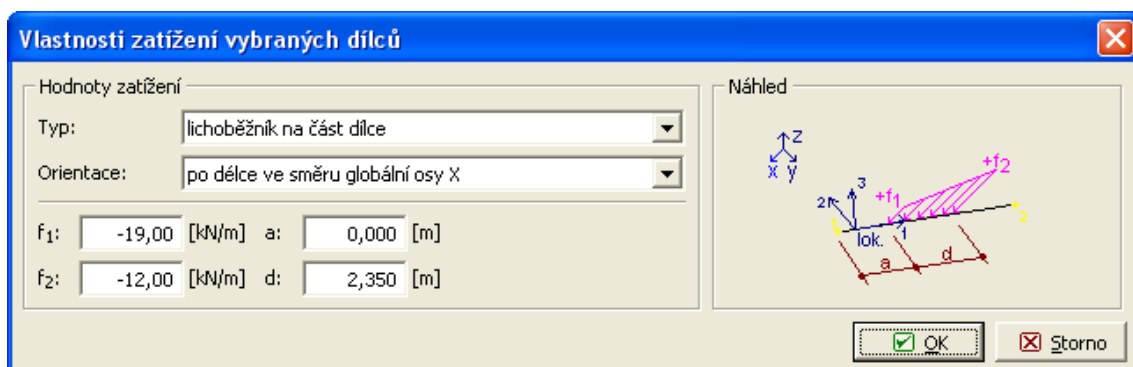 Vlastnosti zatížení vybraných dílců
Hodnoty zatížení
Typ: lichoběžník na část dílce
Orientace: po délce ve směru globální osy X
f1: -19,00 [kN/m] a: 0,000 [m]
f2: -12,00 [kN/m] d: 2,350 [m]
Náhled
z
x y
+f2
3
2 +f1
1 1 2
lok.
a d
OK Storno